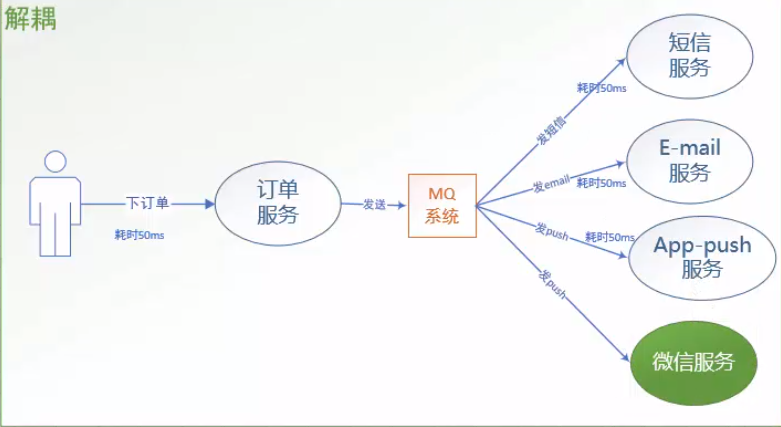 解耦
短信
服务
耗时50ms
发短信
E-mail
服务
发email
耗时50ms
订单
服务
MQ
系统
下订单
发送
耗时50ms
发push
耗时50ms
App-push
服务
发push
微信服务